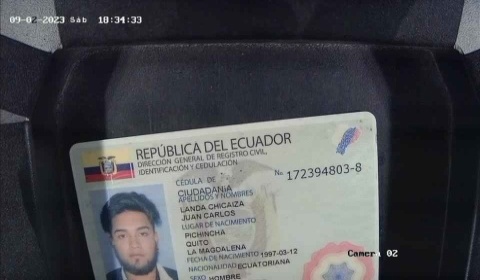 09-02-2023 Sáb 18:34:33
REPÚBLICA DEL ECUADOR
DIRECCIÓN GENERAL DE REGISTRO CIVIL,
IDENTIFICACIÓN Y CEDULACIÓN
CÉDULA DE No. 172394803-8
CIUDADANÍA
APELLIDOS Y NOMBRES
LANDA CHICAIZA
JUAN CARLOS
LUGAR DE NACIMIENTO
PICHINCHA
QUITO
LA MAGDALENA
FECHA DE NACIMIENTO 1997-03-12
NACIONALIDAD ECUATORIANA
SEXO HOMBRE
Camera 02